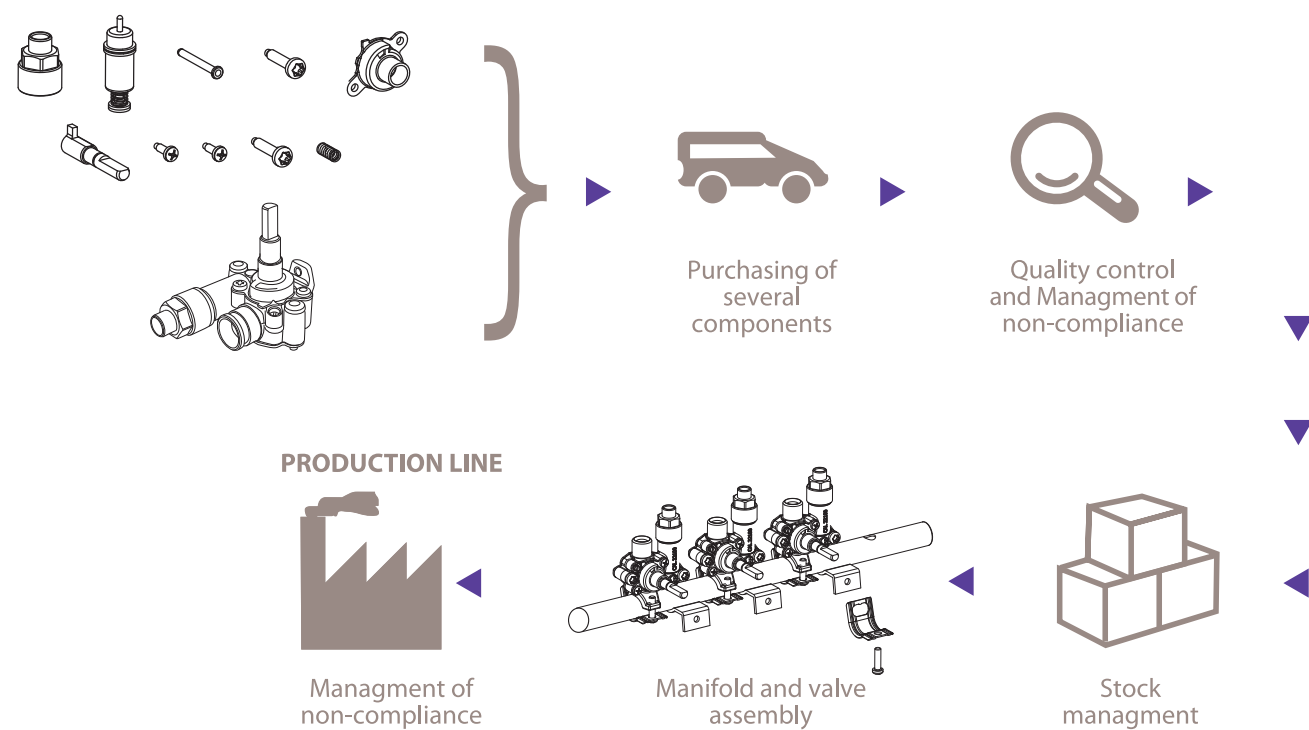 Purchasing of
several
components
Quality control
and Managment of
non-compliance
PRODUCTION LINE
Managment of
non-compliance
Manifold and valve
assembly
Stock
managment